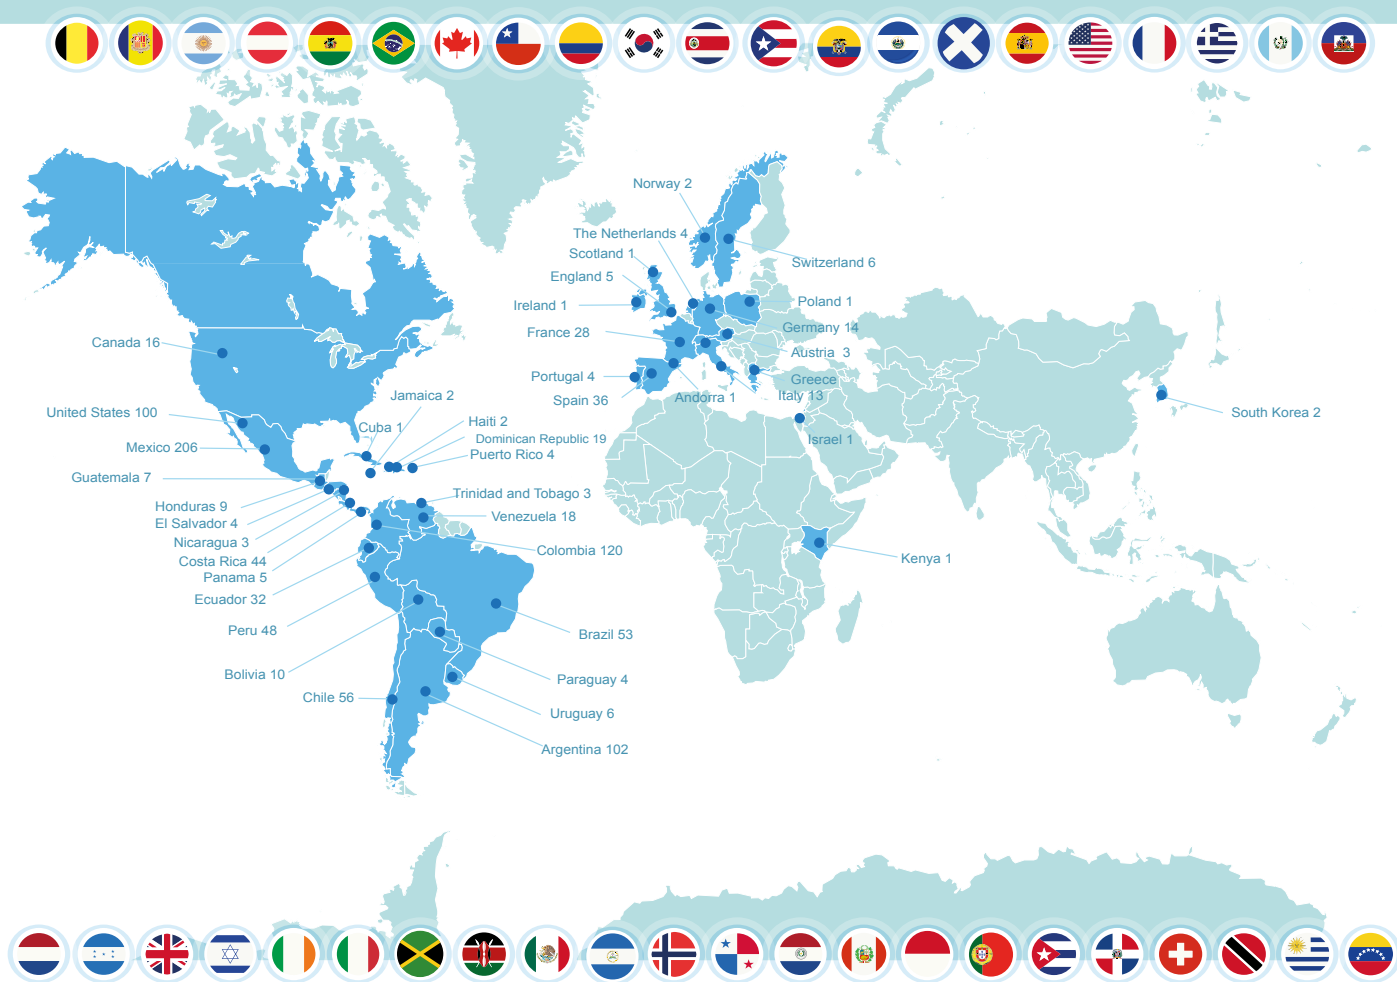 Norway 2
The Netherlands 4
Scotland 1
Switzerland 6
England 5
Ireland 1
Poland 1
France 28
Germany 14
Canada 16
Austria 3
Portugal 4
Greece
Jamaica 2
Andorra 1
Italy 13
Spain 36
United States 100
South Korea 2
Haiti 2
Cuba 1
Dominican Republic 19
Israel 1
Mexico 206
Puerto Rico 4
Guatemala 7
Trinidad and Tobago 3
Honduras 9
Venezuela 18
El Salvador 4
Nicaragua 3
Colombia 120
Kenya 1
Costa Rica 44
Panama 5
Ecuador 32
Peru 48
Brazil 53
Bolivia 10
Paraguay 4
Chile 56
Uruguay 6
Argentina 102